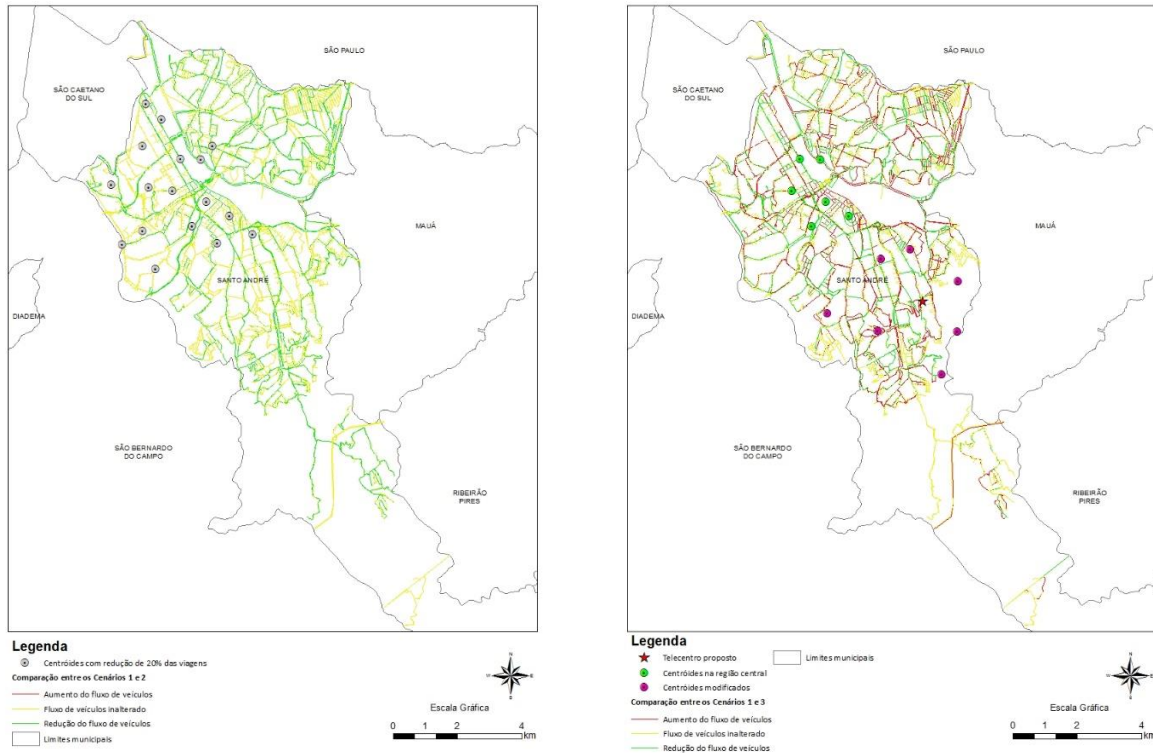 SÃO PAULO
SÃO CAETANO
DO SUL
MAUÁ
SANTO ANDRÉ
DIADEMA
SÃO BERNARDO
DO CAMPO
RIBEIRÃO
PIRES
Legenda
Centróides com redução de 20% das viagens
Comparação entre os Cenários 1 e 2
Aumento do fluxo de veículos
Fluxo de veículos inalterado
Redução do fluxo de veículos
Limites municipais
N
Escala Gráfica
0 1 2 4
km
SÃO PAULO
SÃO CAETANO
DO SUL
MAUÁ
SANTO ANDRÉ
DIADEMA
SÃO BERNARDO
DO CAMPO
RIBEIRÃO
PIRES
Legenda
Telecentro proposto
Limites municipais
Centróides na região central
Centróides modificados
Comparação entre os Cenários 1 e 3
Aumento do fluxo de veículos
Fluxo de veículos inalterado
Redução do fluxo de veículos
N
Escala Gráfica
0 1 2 4
km